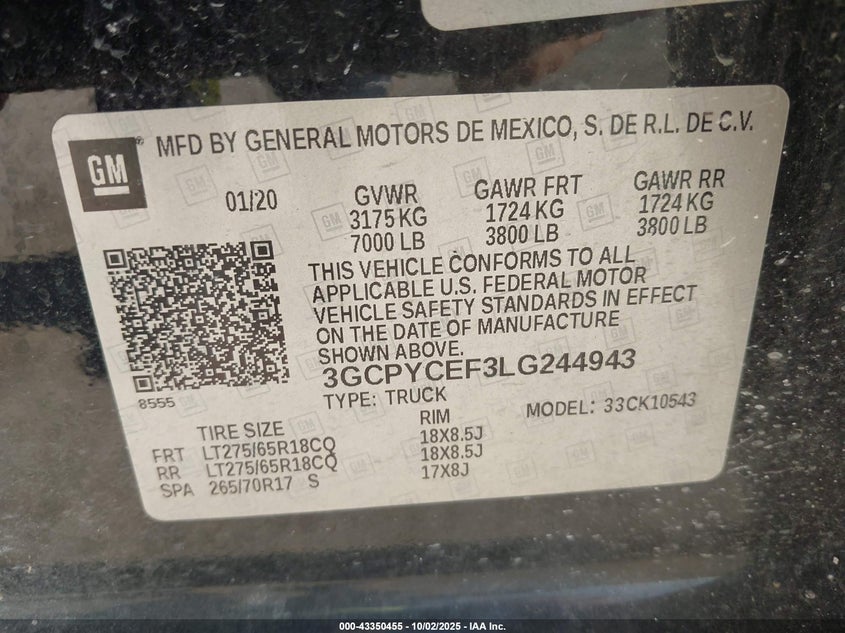 GM
MFD BY GENERAL MOTORS DE MEXICO, S. DE R.L. DE C.V.
01/20
GVWR
3175 KG
7000 LB
GAWR FRT
1724 KG
3800 LB
GAWR RR
1724 KG
3800 LB
THIS VEHICLE CONFORMS TO ALL
APPLICABLE U.S. FEDERAL MOTOR
VEHICLE SAFETY STANDARDS IN EFFECT
ON THE DATE OF MANUFACTURE
SHOWN ABOVE.
3GCPYCEF3LG244943
8555
TYPE: TRUCK
MODEL: 33CK10543
TIRE SIZE
RIM
FRT LT275/65R18CQ 18X8.5J
RR LT275/65R18CQ 18X8.5J
SPA 265/70R17 S 17X8J
000-43350455 - 10/02/2025 - IAA Inc.